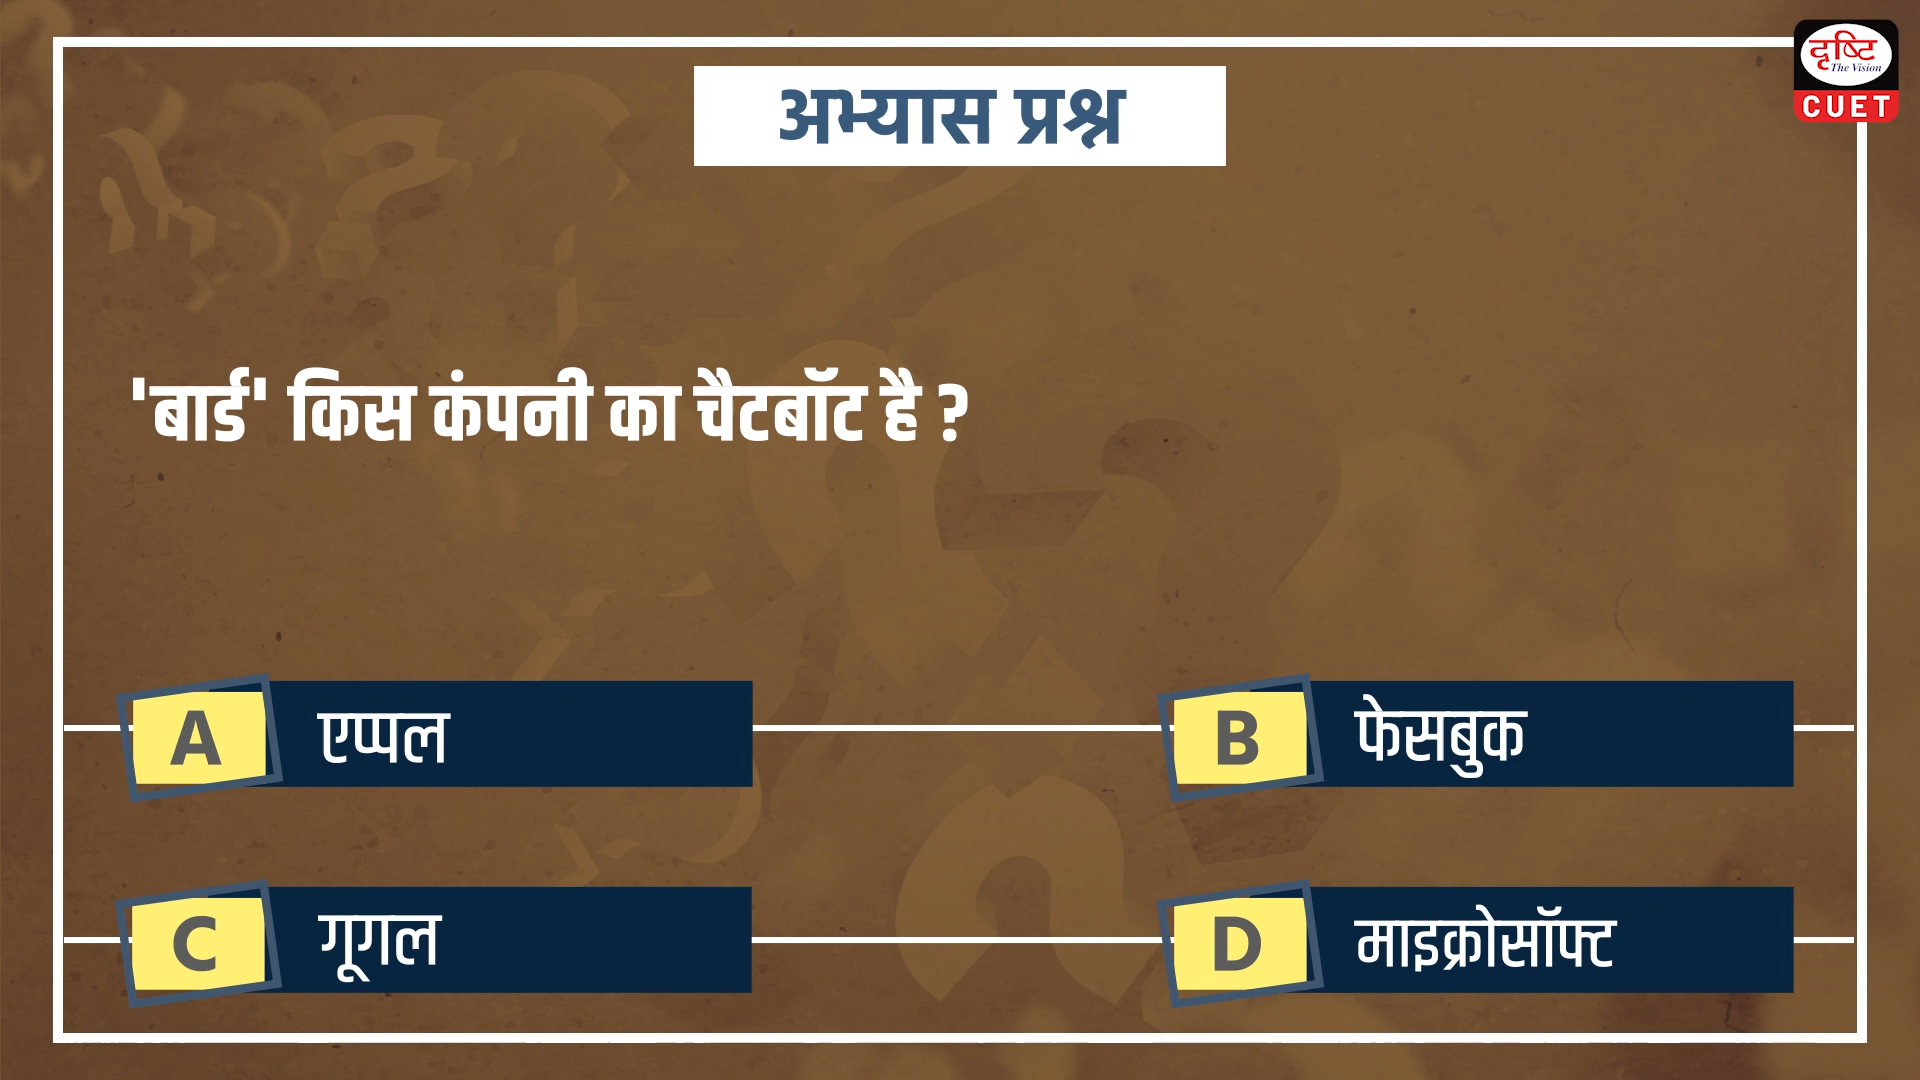 दृष्टि
The Vision
CUET
अभ्यास प्रश्न
'बार्ड' किस कंपनी का चैटबॉट है ?
A एप्पल
B फेसबुक
C गूगल
D माइक्रोसॉफ्ट